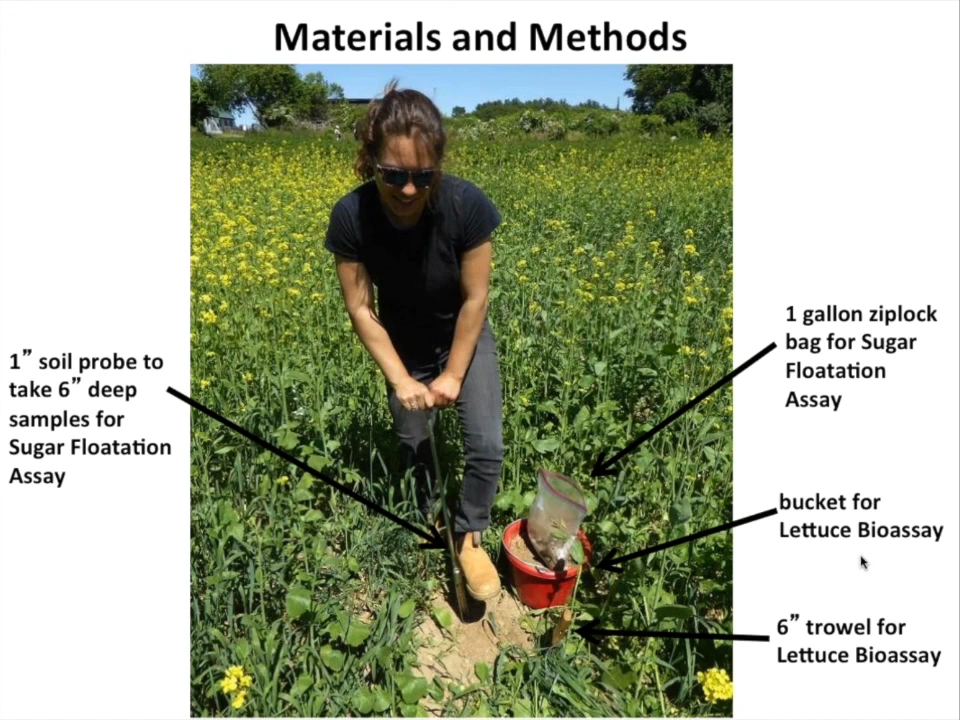 Materials and Methods
1” soil probe to
take 6” deep
samples for
Sugar Floatation
Assay
1 gallon ziplock
bag for Sugar
Floatation
Assay
bucket for
Lettuce Bioassay
6” trowel for
Lettuce Bioassay